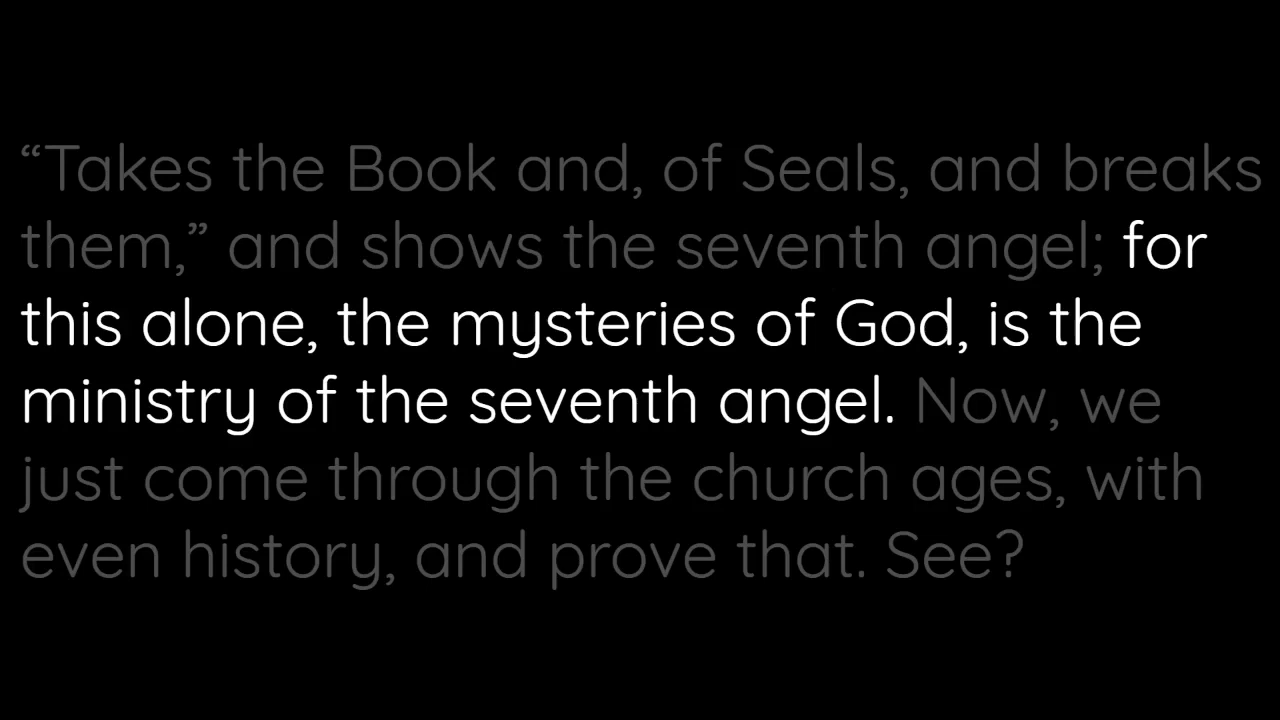 “Takes the Book and, of Seals, and breaks
them,” and shows the seventh angel; for
this alone, the mysteries of God, is the
ministry of the seventh angel. Now, we
just come through the church ages, with
even history, and prove that. See?